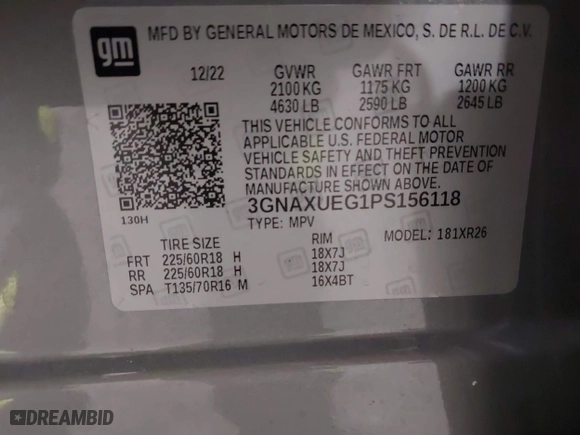 gm
MFD BY GENERAL MOTORS DE MEXICO, S. DE R.L. DE C.V.
12/22 GVWR GAWR FRT GAWR RR
2100 KG 1175 KG 1200 KG
4630 LB 2590 LB 2645 LB
THIS VEHICLE CONFORMS TO ALL
APPLICABLE U.S. FEDERAL MOTOR
VEHICLE SAFETY AND THEFT PREVENTION
STANDARDS IN EFFECT ON THE DATE OF
MANUFACTURE SHOWN ABOVE.
3GNAXUEG1PS156118
130H TYPE: MPV MODEL: 181XR26
TIRE SIZE RIM
FRT 225/60R18 H 18X7J
RR 225/60R18 H 18X7J
SPA T135/70R16 M 16X4BT
DREAMBID